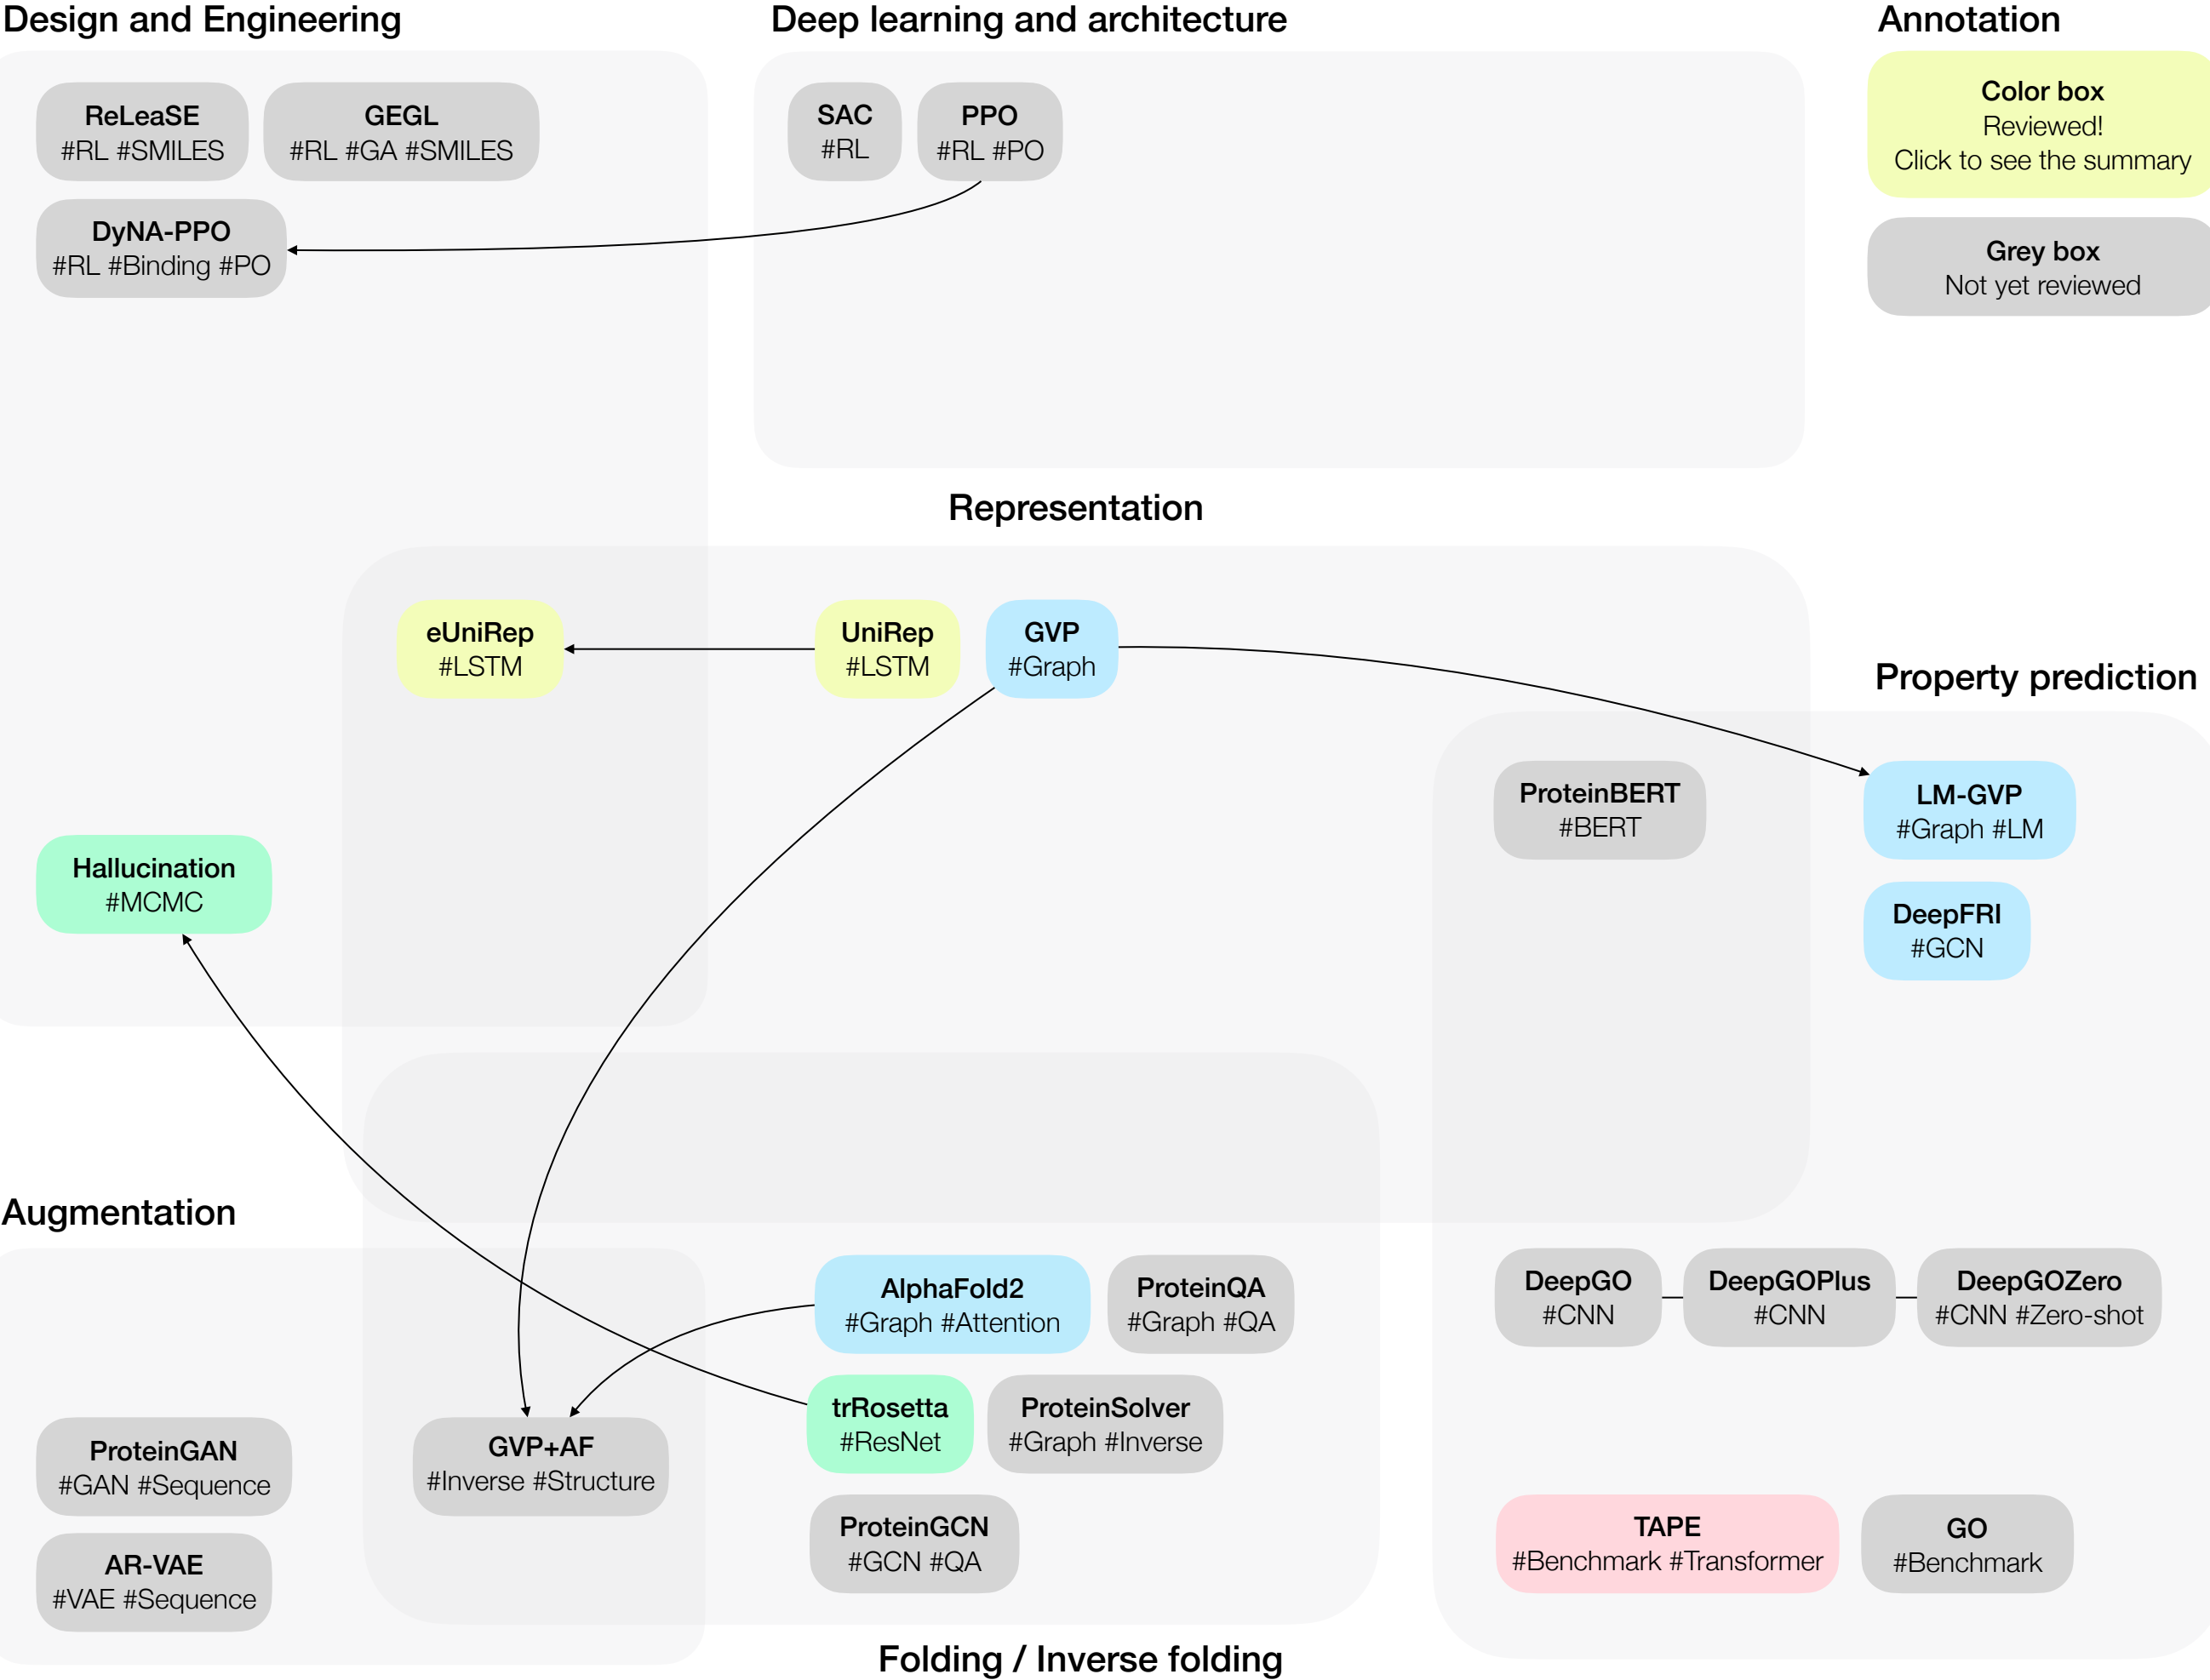 Design and Engineering
ReLeaSE
#RL #SMILES
GEGL
#RL #GA #SMILES
DyNA-PPO
#RL #Binding #PO
Deep learning and architecture
SAC
#RL
PPO
#RL #PO
Annotation
Color box
Reviewed!
Click to see the summary
Grey box
Not yet reviewed
Representation
eUniRep
#LSTM
UniRep
#LSTM
GVP
#Graph
Property prediction
ProteinBERT
#BERT
LM-GVP
#Graph #LM
DeepFRI
#GCN
Hallucination
#MCMC
Augmentation
AlphaFold2
#Graph #Attention
ProteinQA
#Graph #QA
DeepGO
#CNN
DeepGOPlus
#CNN
DeepGOZero
#CNN #Zero-shot
trRosetta
#ResNet
ProteinSolver
#Graph #Inverse
ProteinGAN
#GAN #Sequence
GVP+AF
#Inverse #Structure
ProteinGCN
#GCN #QA
TAPE
#Benchmark #Transformer
GO
#Benchmark
AR-VAE
#VAE #Sequence
Folding / Inverse folding